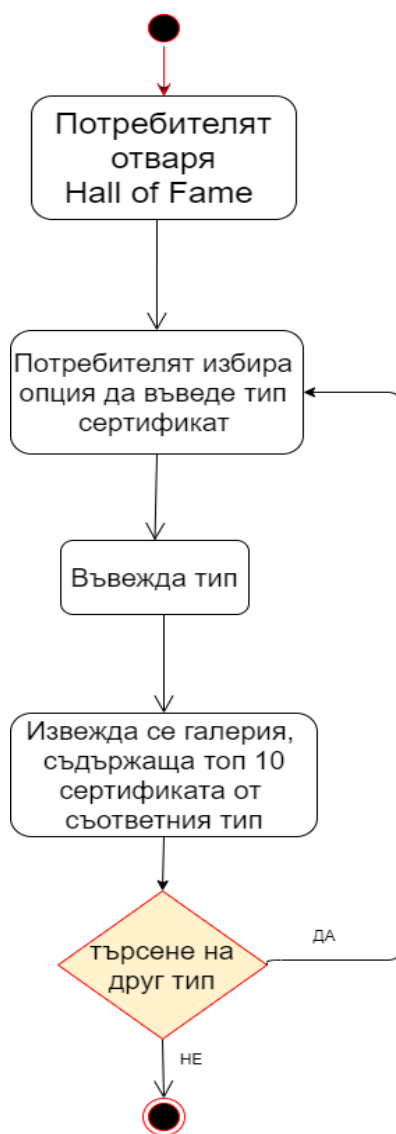 Потребителят
отваря
Hall of Fame
Потребителят избира
опция да въведе тип
сертификат
Въвежда тип
Извежда се галерия,
съдържаща топ 10
сертификата от
съответния тип
търсене на
друг тип
ДА
НЕ